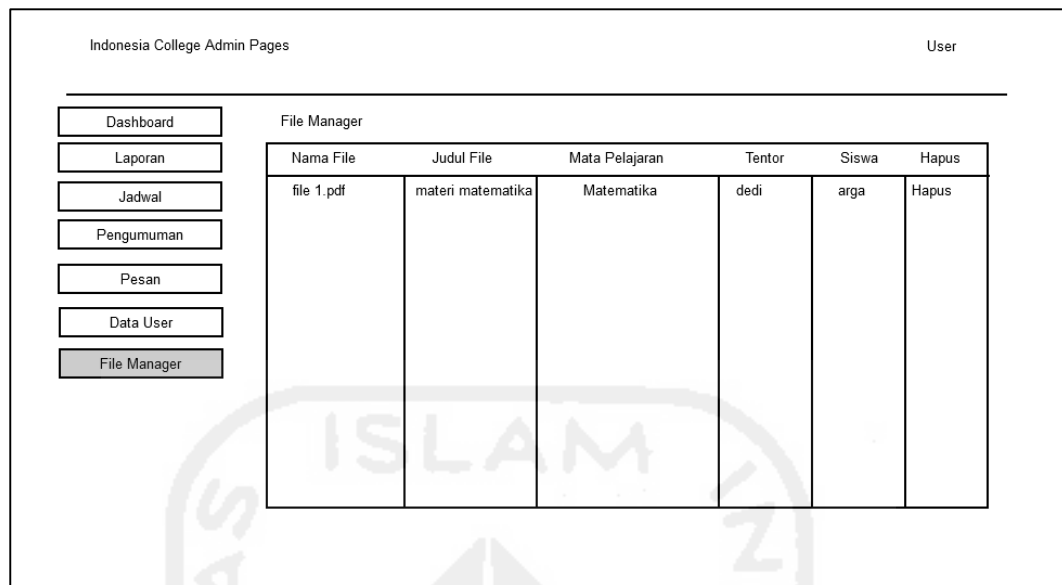 Indonesia College Admin Pages
User
Dashboard
Laporan
Jadwal
Pengumuman
Pesan
Data User
File Manager
File Manager
Nama File Judul File Mata Pelajaran Tentor Siswa Hapus
file 1.pdf materi matematika Matematika dedi arga Hapus
ISLAM